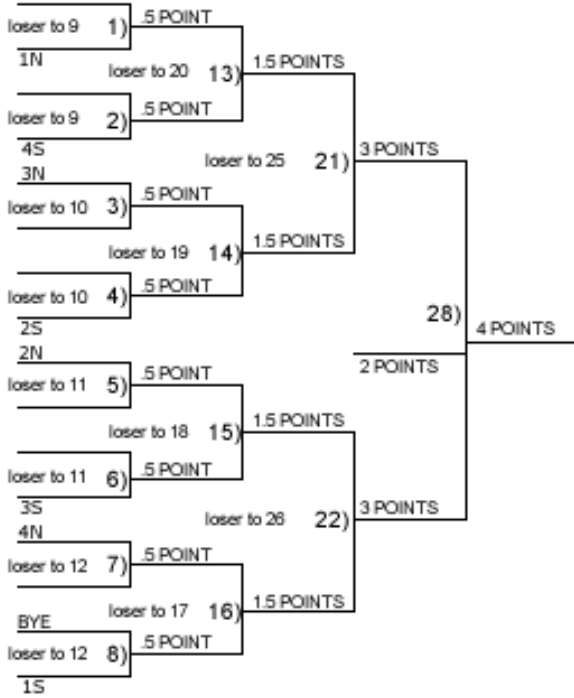 .5 POINT
loser to 9 1)
1N
1.5 POINTS
loser to 20 13)
.5 POINT
loser to 9 2)
4S
3 POINTS
loser to 25 21)
3N
.5 POINT
loser to 10 3)
1.5 POINTS
loser to 19 14)
.5 POINT
loser to 10 4)
2S
28)
4 POINTS
2N
2 POINTS
.5 POINT
loser to 11 5)
1.5 POINTS
loser to 18 15)
.5 POINT
loser to 11 6)
3S
3 POINTS
loser to 26 22)
4N
.5 POINT
loser to 12 7)
1.5 POINTS
loser to 17 16)
BYE
.5 POINT
loser to 12 8)
1S